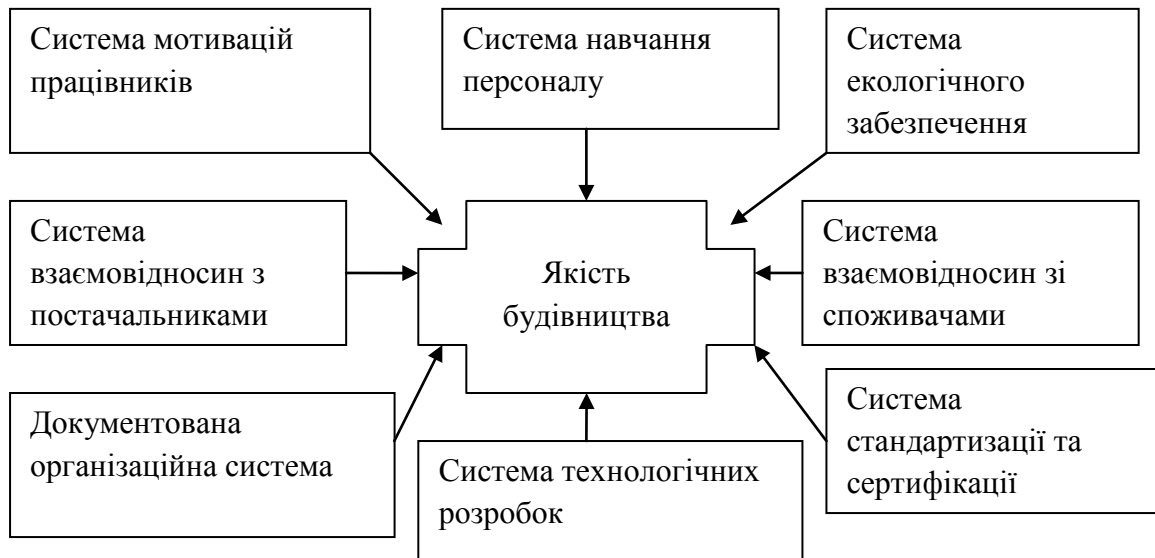 Система мотивацій
працівників
Система навчання
персоналу
Система
екологічного
забезпечення
Система
взаємовідносин з
постачальниками
Якість
будівництва
Система
взаємовідносин зі
споживачами
Документована
організаційна система
Система технологічних
розробок
Система
стандартизації та
сертифікації